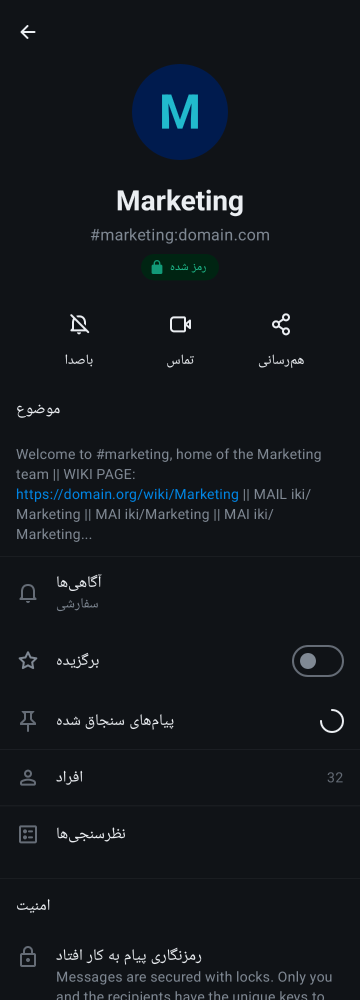 M
Marketing
#marketing:domain.com
رمز شده
باصدا
تماس
هم‌رسانی
موضوع
Welcome to #marketing, home of the Marketing
team || WIKI PAGE:
https://domain.org/wiki/Marketing || MAIL iki/
Marketing || MAI iki/Marketing || MAI iki/
Marketing...
آگاهی‌ها
سفارشی
برگزیده
پیام‌های سنجاق شده
افراد
32
نظرسنجی‌ها
امنیت
رمزنگاری پیام به کار افتاد
Messages are secured with locks. Only you
and the recipients have the unique keys to